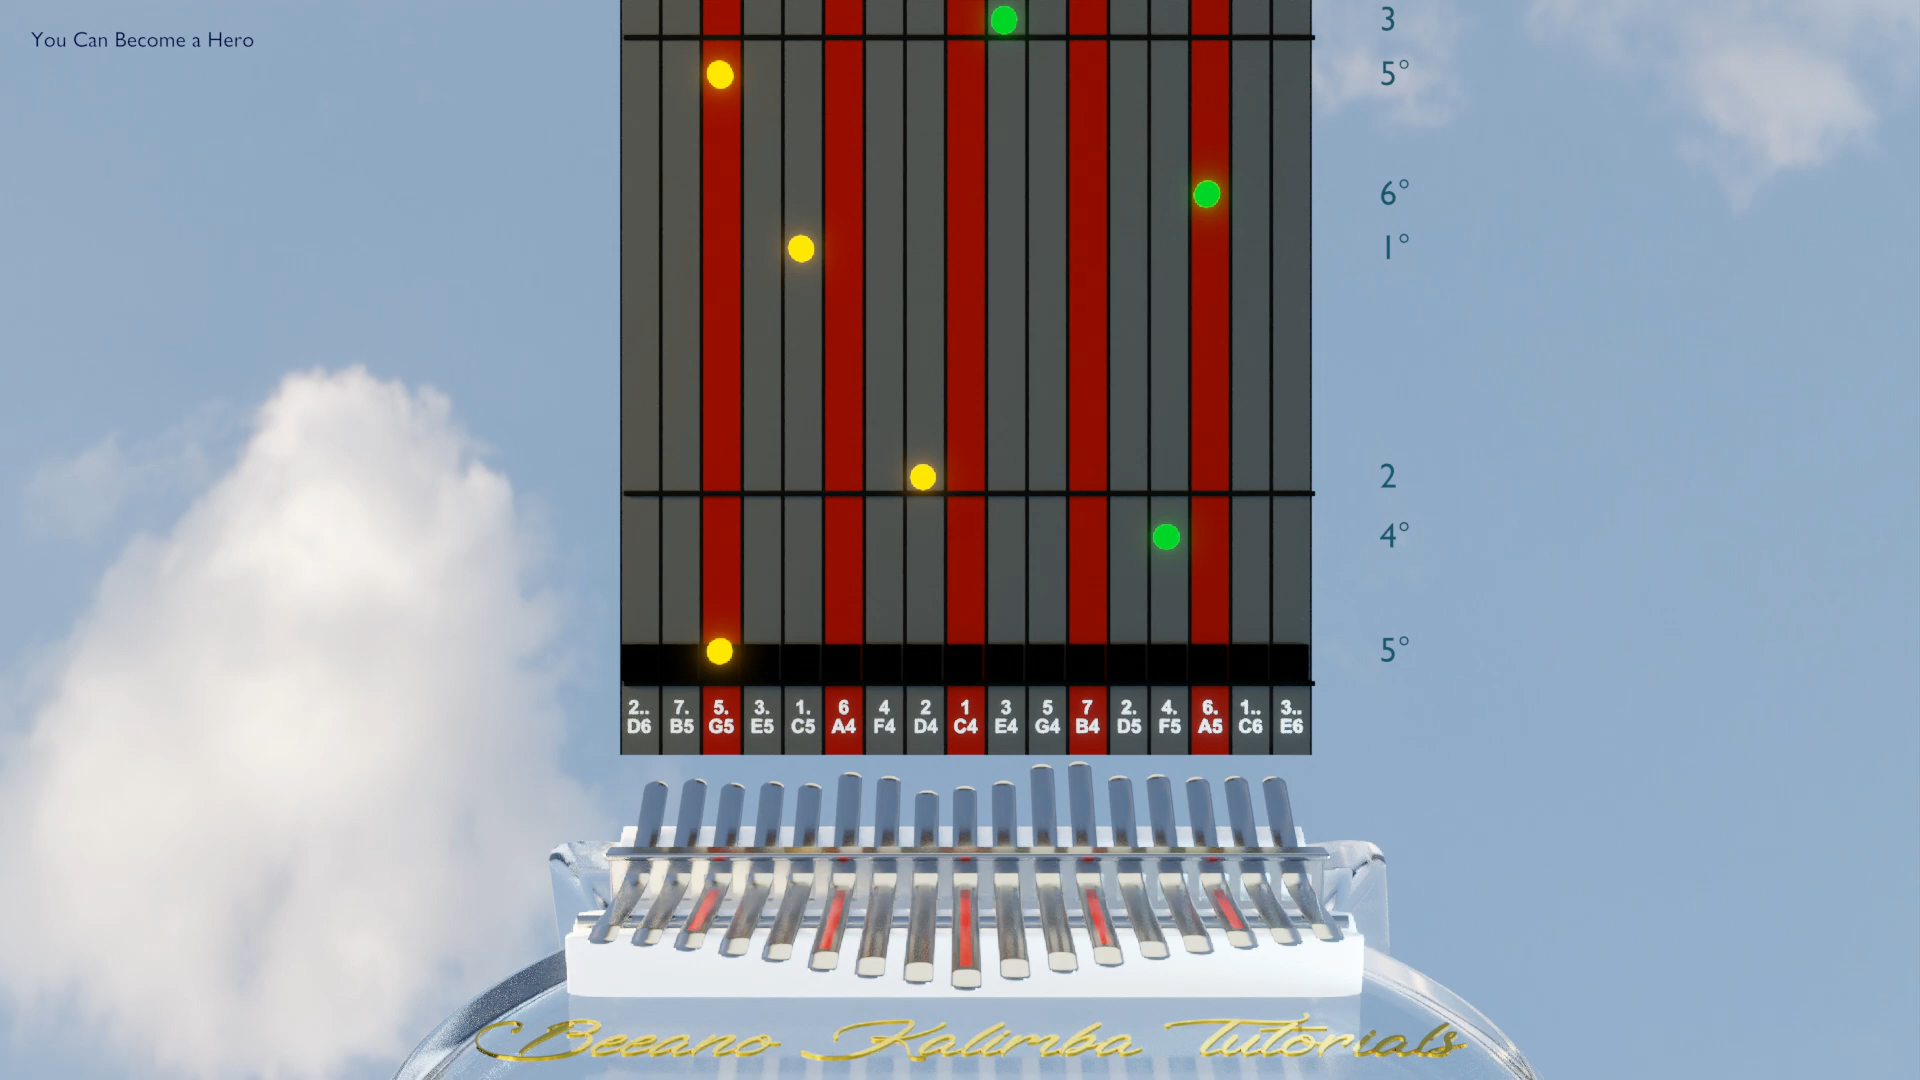 You Can Become a Hero
3
5°
6°
1°
2
4°
5°
2.. 7. 5. 3. 1. 6 4 2 1 3 5 7 2. 4. 6. 1.. 3..
D6 B5 G5 E5 C5 A4 F4 D4 C4 E4 G4 B4 D5 F5 A5 C6 E6
Beeano Kalimba Tutorials